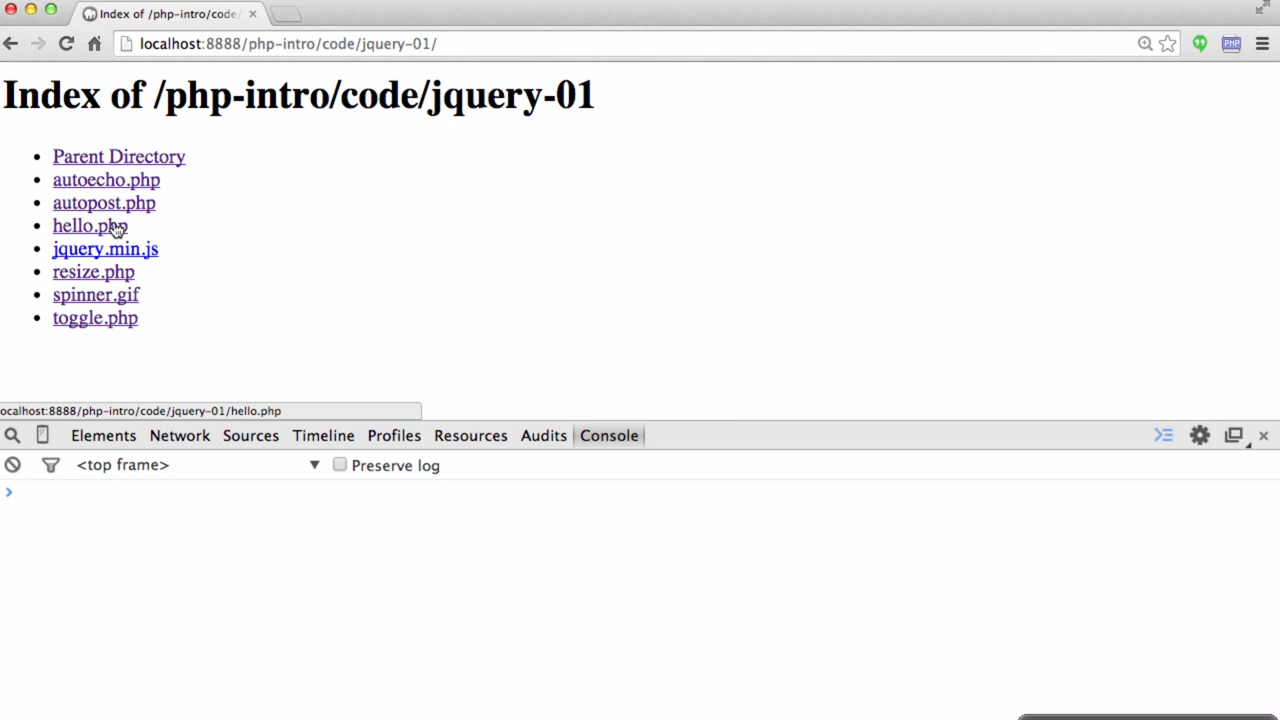 Index of /php-intro/code/
localhost:8888/php-intro/code/jquery-01/
PHP
Index of /php-intro/code/jquery-01
Parent Directory
autoecho.php
autopost.php
hello.php
jquery.min.js
resize.php
spinner.gif
toggle.php
ocalhost:8888/php-intro/code/jquery-01/hello.php
Elements Network Sources Timeline Profiles Resources Audits Console
<top frame> Preserve log